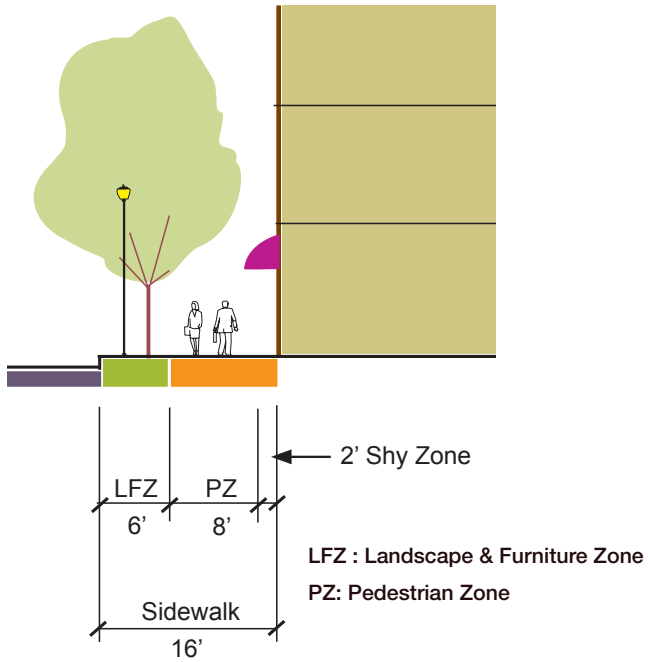 2’ Shy Zone
LFZ PZ
6’ 8’
LFZ : Landscape & Furniture Zone
PZ: Pedestrian Zone
Sidewalk
16’